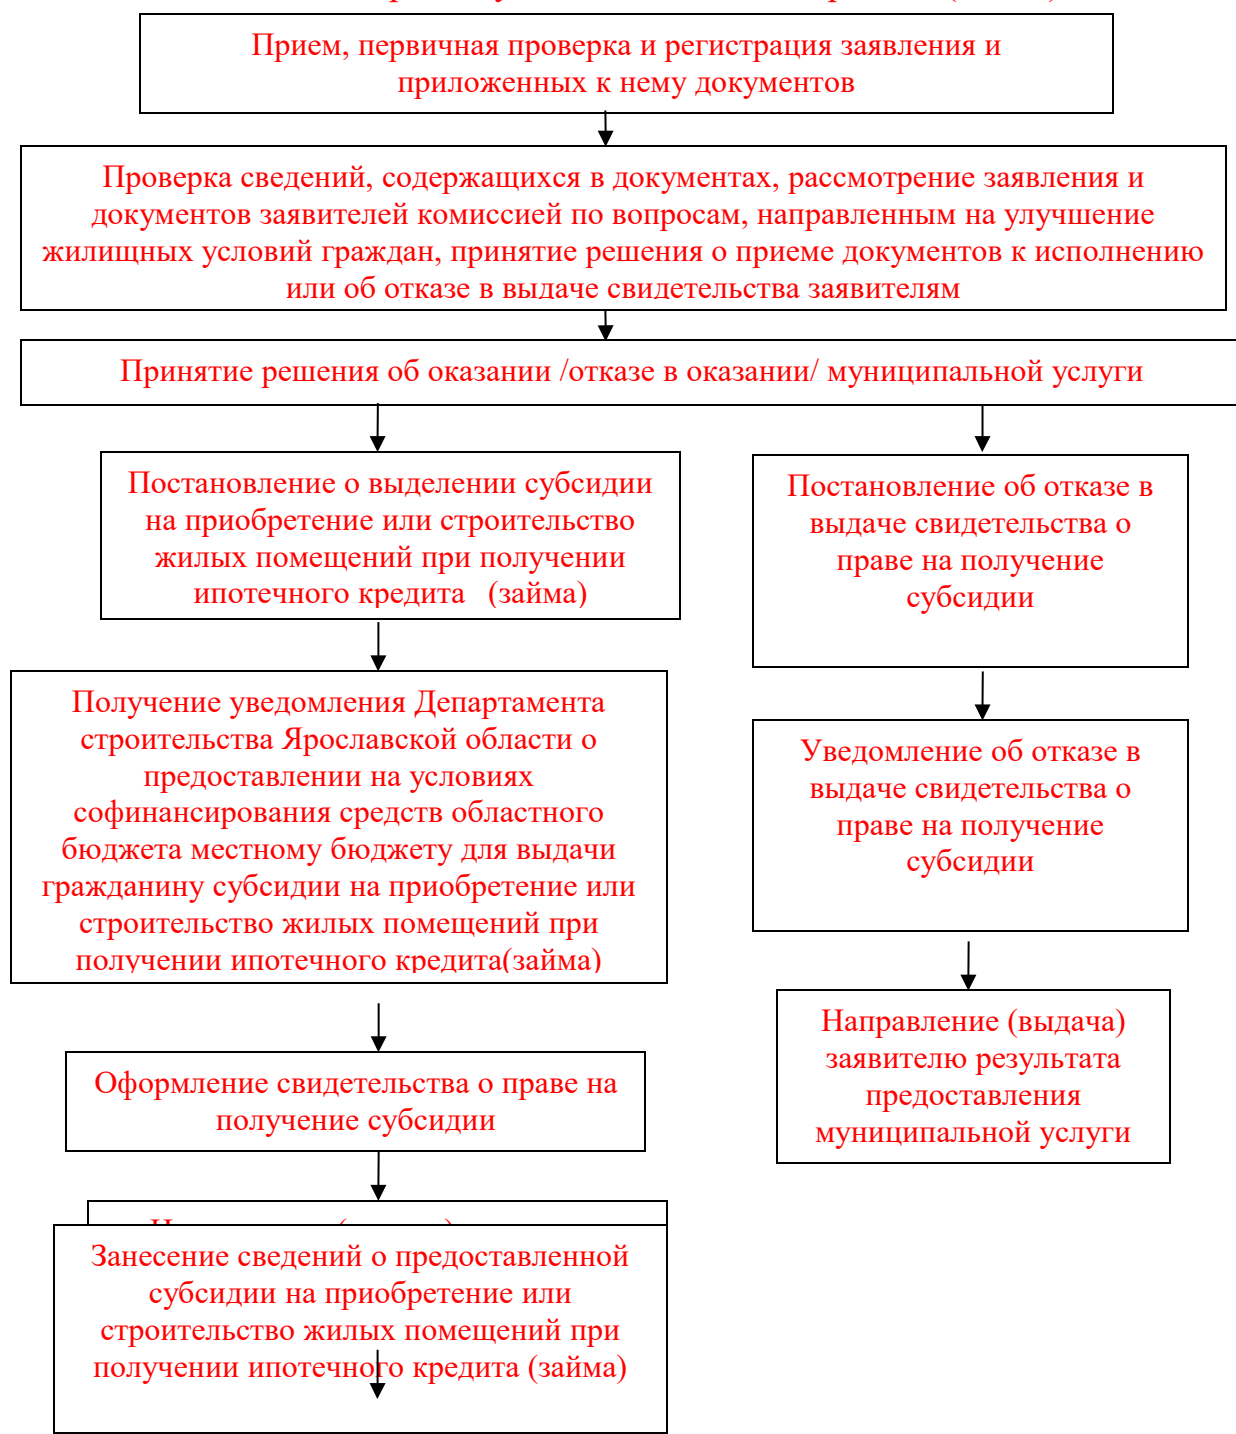 Прием, первичная проверка и регистрация заявления и
приложенных к нему документов
Проверка сведений, содержащихся в документах, рассмотрение заявления и
документов заявителей комиссией по вопросам, направленным на улучшение
жилищных условий граждан, принятие решения о приеме документов к исполнению
или об отказе в выдаче свидетельства заявителям
Принятие решения об оказании /отказе в оказании/ муниципальной услуги
Постановление о выделении субсидии
на приобретение или строительство
жилых помещений при получении
ипотечного кредита (займа)
Получение уведомления Департамента
строительства Ярославской области о
предоставлении на условиях
софинансирования средств областного
бюджета местному бюджету для выдачи
гражданину субсидии на приобретение или
строительство жилых помещений при
получении ипотечного кредита(займа)
Оформление свидетельства о праве на
получение субсидии
Занесение сведений о предоставленной
субсидии на приобретение или
строительство жилых помещений при
получении ипотечного кредита (займа)
Постановление об отказе в
выдаче свидетельства о
праве на получение
субсидии
Уведомление об отказе в
выдаче свидетельства о
праве на получение
субсидии
Направление (выдача)
заявителю результата
предоставления
муниципальной услуги